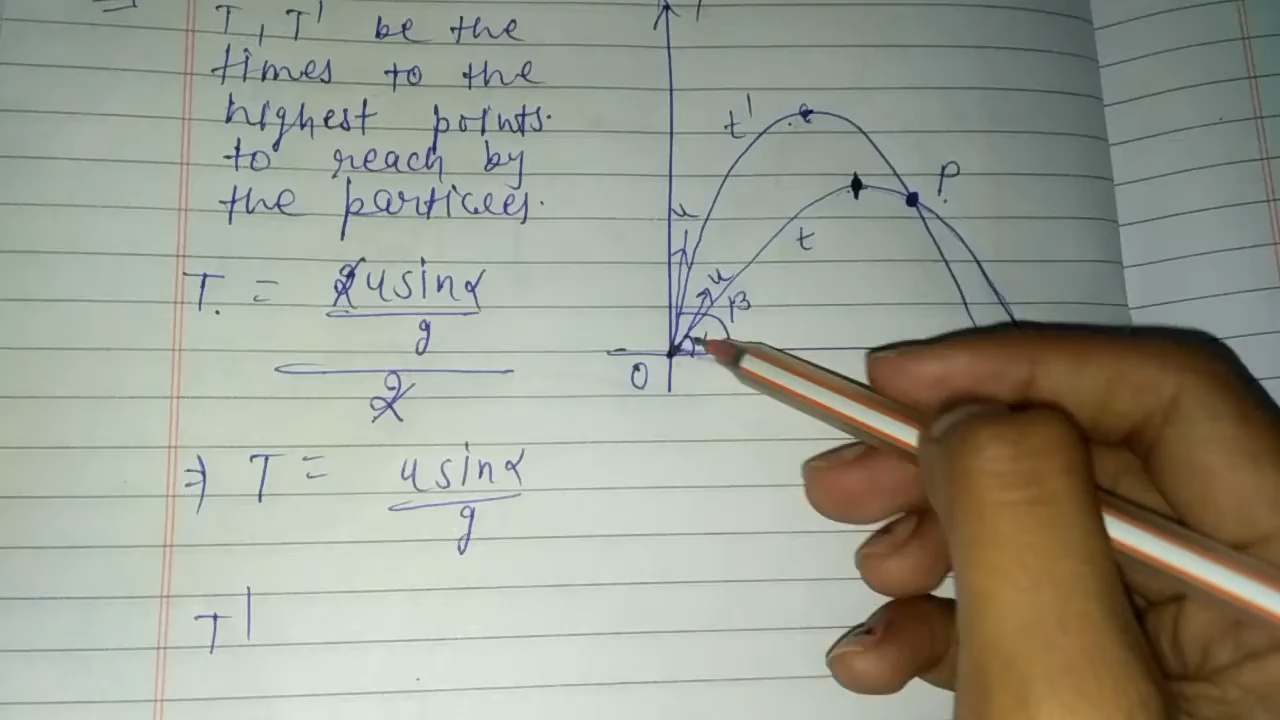 T, T' be the
times to the
highest points.
to reach by
the particles.
T. = 2usinα
g
2
⇒ T = usinα
g
T'
t'
P
t
u
u
β
O